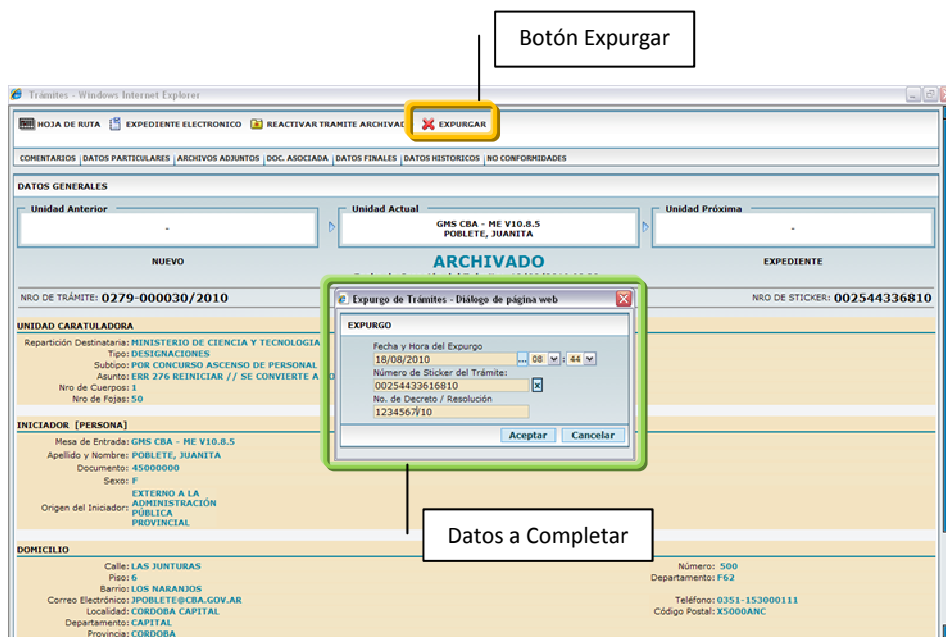 Botón Expurgar
Trámites - Windows Internet Explorer
HOJA DE RUTA EXPEDIENTE ELECTRONICO REACTIVAR TRAMITE ARCHIVADO EXPURGAR
COMENTARIOS DATOS PARTICULARES ARCHIVOS ADJUNTOS DOC. ASOCIADA DATOS FINALES DATOS HISTORICOS NO CONFORMIDADES
DATOS GENERALES
Unidad Anterior Unidad Actual Unidad Próxima
- GMS CBA - ME V10.8.5 -
POBLETE, JUANITA
NUEVO ARCHIVADO EXPEDIENTE
NRO DE TRÁMITE: 0279-000030/2010 NRO DE STICKER: 002544336810
Expurgo de Trámites - Diálogo de página web
EXPURGO
Fecha y Hora del Expurgo
18/08/2010 ... 08 : 44
Número de Sticker del Trámite:
00254433616810
No. de Decreto / Resolución
1234567/10
Aceptar Cancelar
UNIDAD CARATULADORA
Repartición Destinataria: MINISTERIO DE CIENCIA Y TECNOLOGIA
Tipo: DESIGNACIONES
Subtipo: POR CONCURSO ASCENSO DE PERSONAL
Asunto: ERR 276 REINICIAR // SE CONVIERTE A
Nro de Cuerpos: 1
Nro de Fojas: 50
INICIADOR [PERSONA]
Mesa de Entrada: GMS CBA - ME V10.8.5
Apellido y Nombre: POBLETE, JUANITA
Documento: 45000000
Sexo: F
Origen del Iniciador: EXTERNO A LA
ADMINISTRACIÓN
PÚBLICA
PROVINCIAL
Datos a Completar
DOMICILIO
Calle: LAS JUNTURAS Número: 500
Piso: 6 Departamento: F62
Barrio: LOS NARANJOS
Correo Electrónico: JPOBLETE@CBA.GOV.AR Teléfono: 0351-153000111
Localidad: CORDOBA CAPITAL Código Postal: X5000ANC
Departamento: CAPITAL
Provincia: CORDOBA